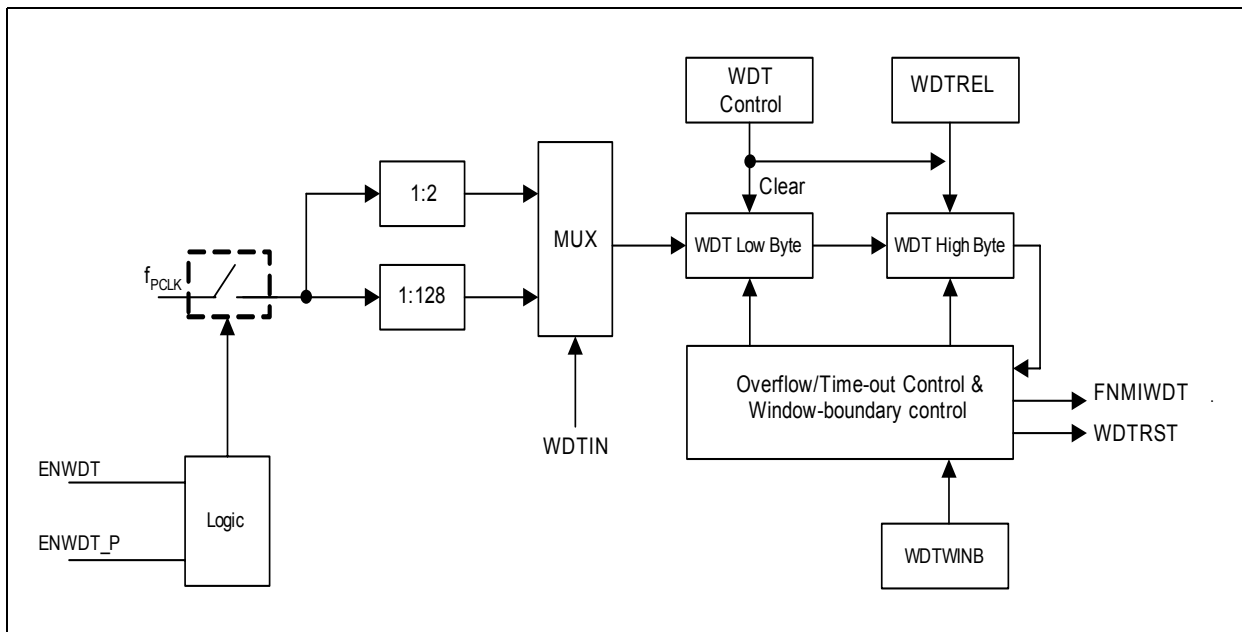 WDT
Control
WDTREL
1:2
Clear
MUX
WDT Low Byte
WDT High Byte
fPCLK
1:128
Overflow/Time-out Control &
Window-boundary control
FNMIWDT .
WDTRST
WDTIN
ENWDT
Logic
ENWDT_P
WDTWINB